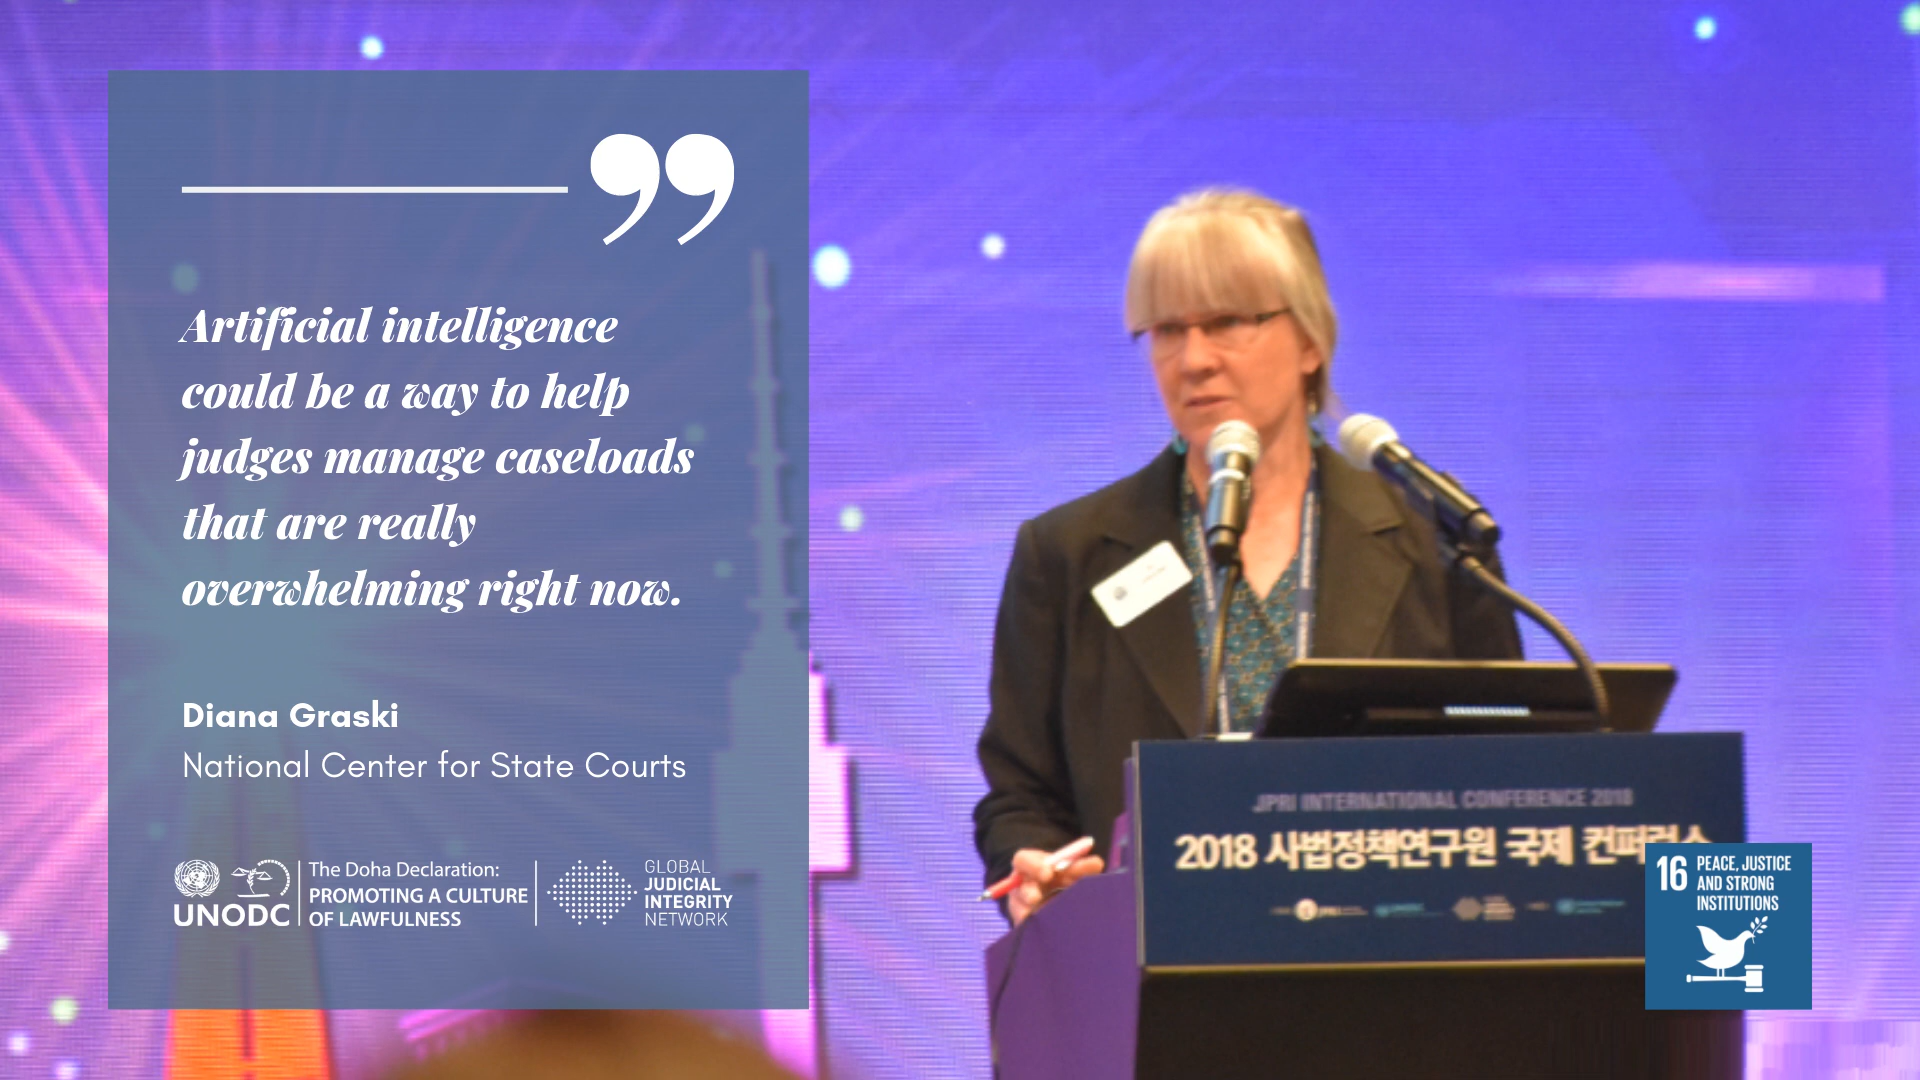 ”
Artificial intelligence
could be a way to help
judges manage caseloads
that are really
overwhelming right now.
Diana Graski
National Center for State Courts
UNODC
The Doha Declaration:
PROMOTING A CULTURE
OF LAWFULNESS
GLOBAL
JUDICIAL
INTEGRITY
NETWORK
JPRI INTERNATIONAL CONFERENCE 2018
2018 사법정책연구원 국제 컨퍼런스
16 PEACE, JUSTICE
AND STRONG
INSTITUTIONS